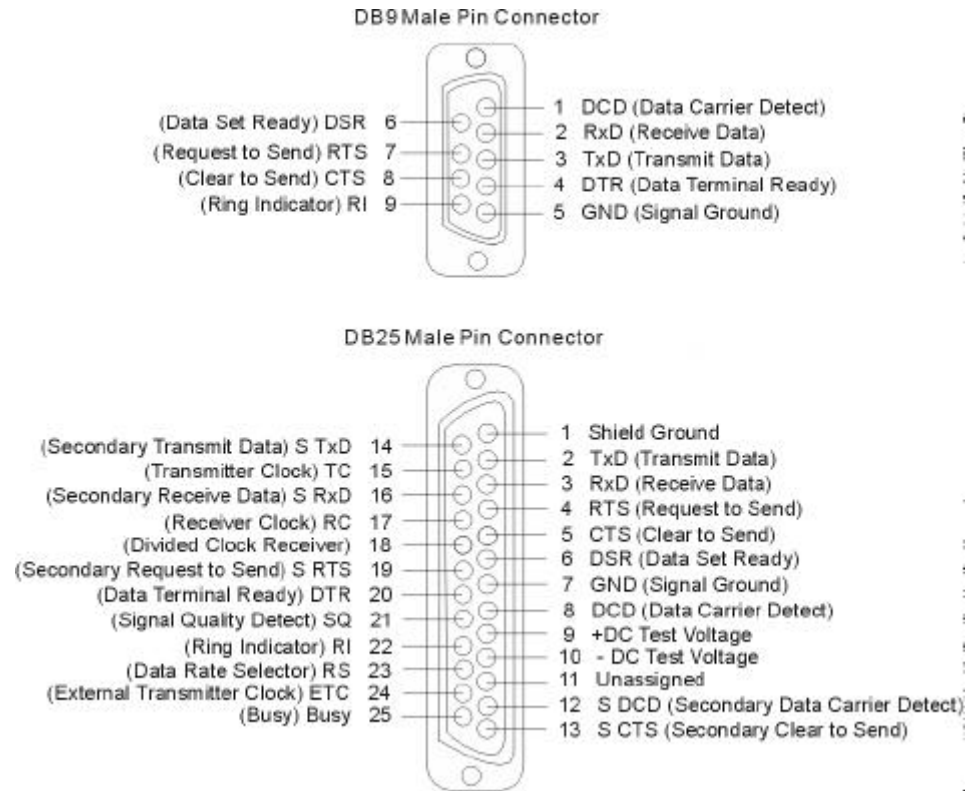 DB9 Male Pin Connector
(Data Set Ready) DSR 6
(Request to Send) RTS 7
(Clear to Send) CTS 8
(Ring Indicator) RI 9
1 DCD (Data Carrier Detect)
2 RxD (Receive Data)
3 TxD (Transmit Data)
4 DTR (Data Terminal Ready)
5 GND (Signal Ground)
DB25 Male Pin Connector
(Secondary Transmit Data) S TxD 14
(Transmitter Clock) TC 15
(Secondary Receive Data) S RxD 16
(Receiver Clock) RC 17
(Divided Clock Receiver) 18
(Secondary Request to Send) S RTS 19
(Data Terminal Ready) DTR 20
(Signal Quality Detect) SQ 21
(Ring Indicator) RI 22
(Data Rate Selector) RS 23
(External Transmitter Clock) ETC 24
(Busy) Busy 25
1 Shield Ground
2 TxD (Transmit Data)
3 RxD (Receive Data)
4 RTS (Request to Send)
5 CTS (Clear to Send)
6 DSR (Data Set Ready)
7 GND (Signal Ground)
8 DCD (Data Carrier Detect)
9 +DC Test Voltage
10 - DC Test Voltage
11 Unassigned
12 S DCD (Secondary Data Carrier Detect)
13 S CTS (Secondary Clear to Send)